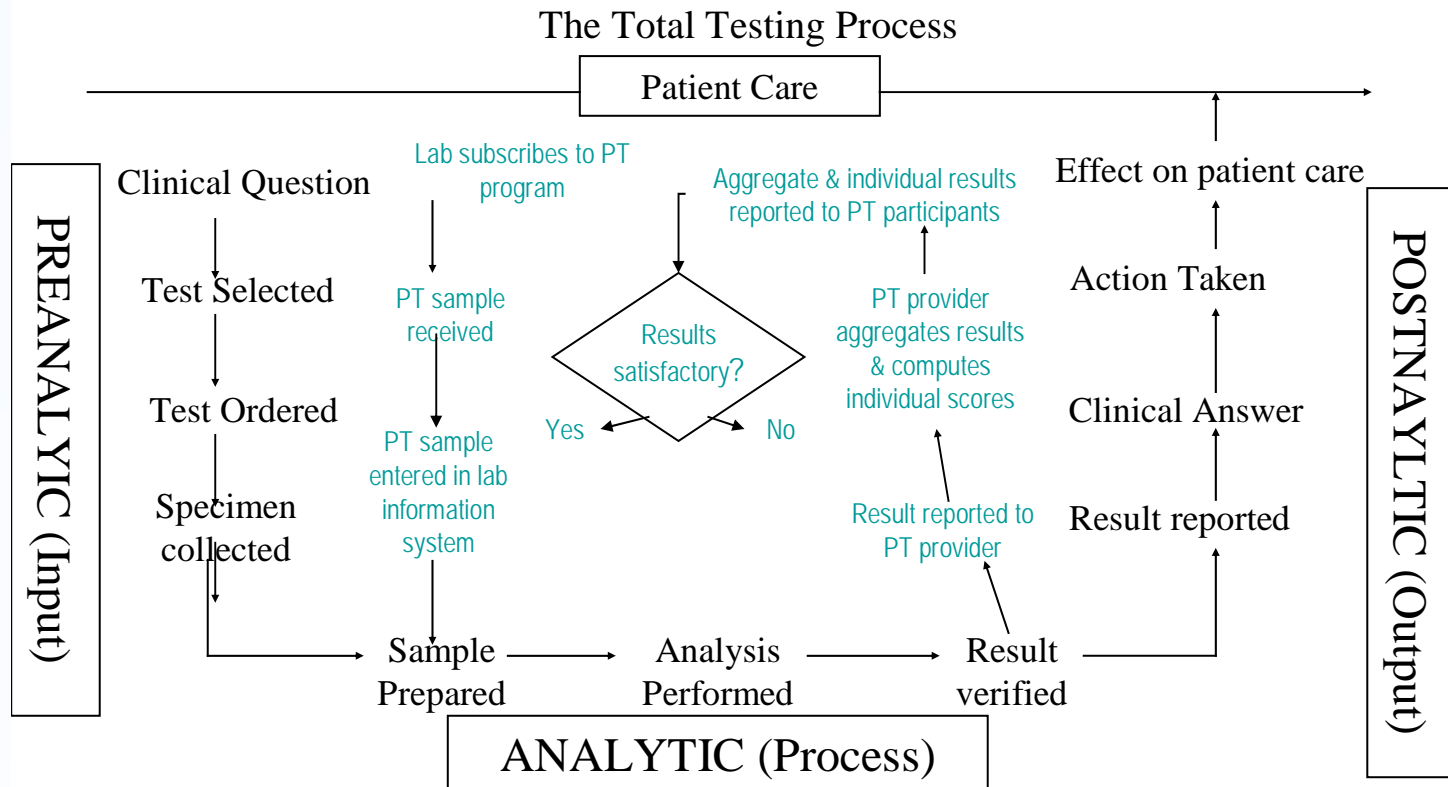 The Total Testing Process
Patient Care
PREANALYIC (Input)
Clinical Question
Test Selected
Test Ordered
Specimen
collected
Lab subscribes to PT
program
PT sample
received
PT sample
entered in lab
information
system
Results
satisfactory?
Yes
No
Aggregate & individual results
reported to PT participants
PT provider
aggregates results
& computes
individual scores
Result reported to
PT provider
Effect on patient care
Action Taken
Clinical Answer
Result reported
Sample
Prepared
Analysis
Performed
Result
verified
ANALYTIC (Process)
POSTNAYLTIC (Output)